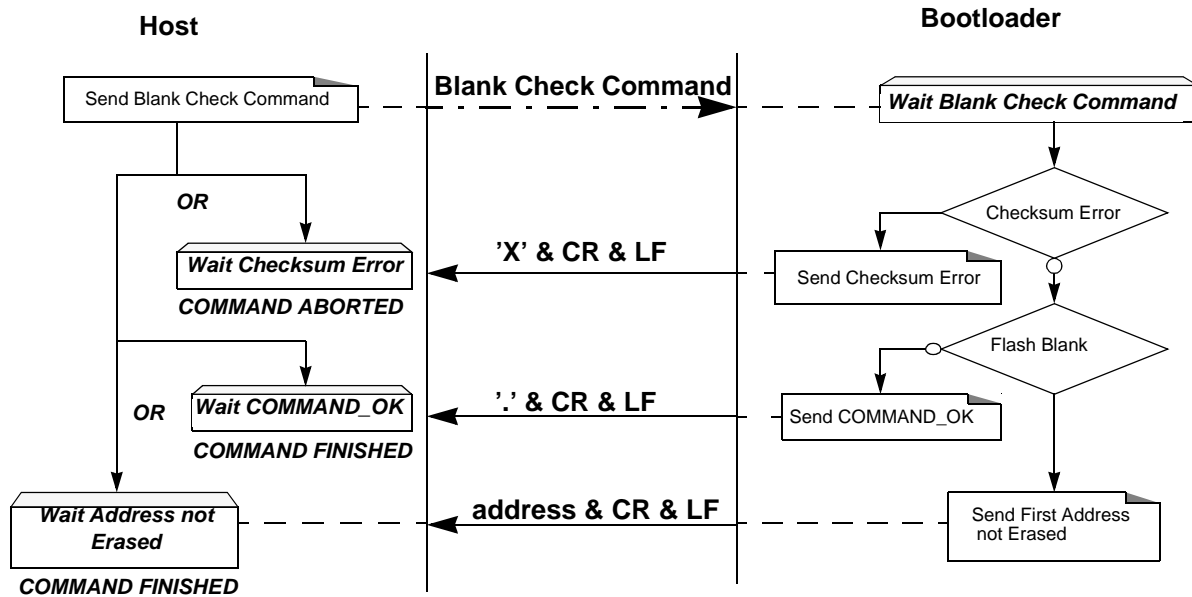 Host
Bootloader
Send Blank Check Command
Blank Check Command
Wait Blank Check Command
OR
Checksum Error
Wait Checksum Error
’X’ & CR & LF
Send Checksum Error
COMMAND ABORTED
Flash Blank
OR
Wait COMMAND_OK
’.’ & CR & LF
Send COMMAND_OK
COMMAND FINISHED
Wait Address not
Erased
address & CR & LF
Send First Address
not Erased
COMMAND FINISHED